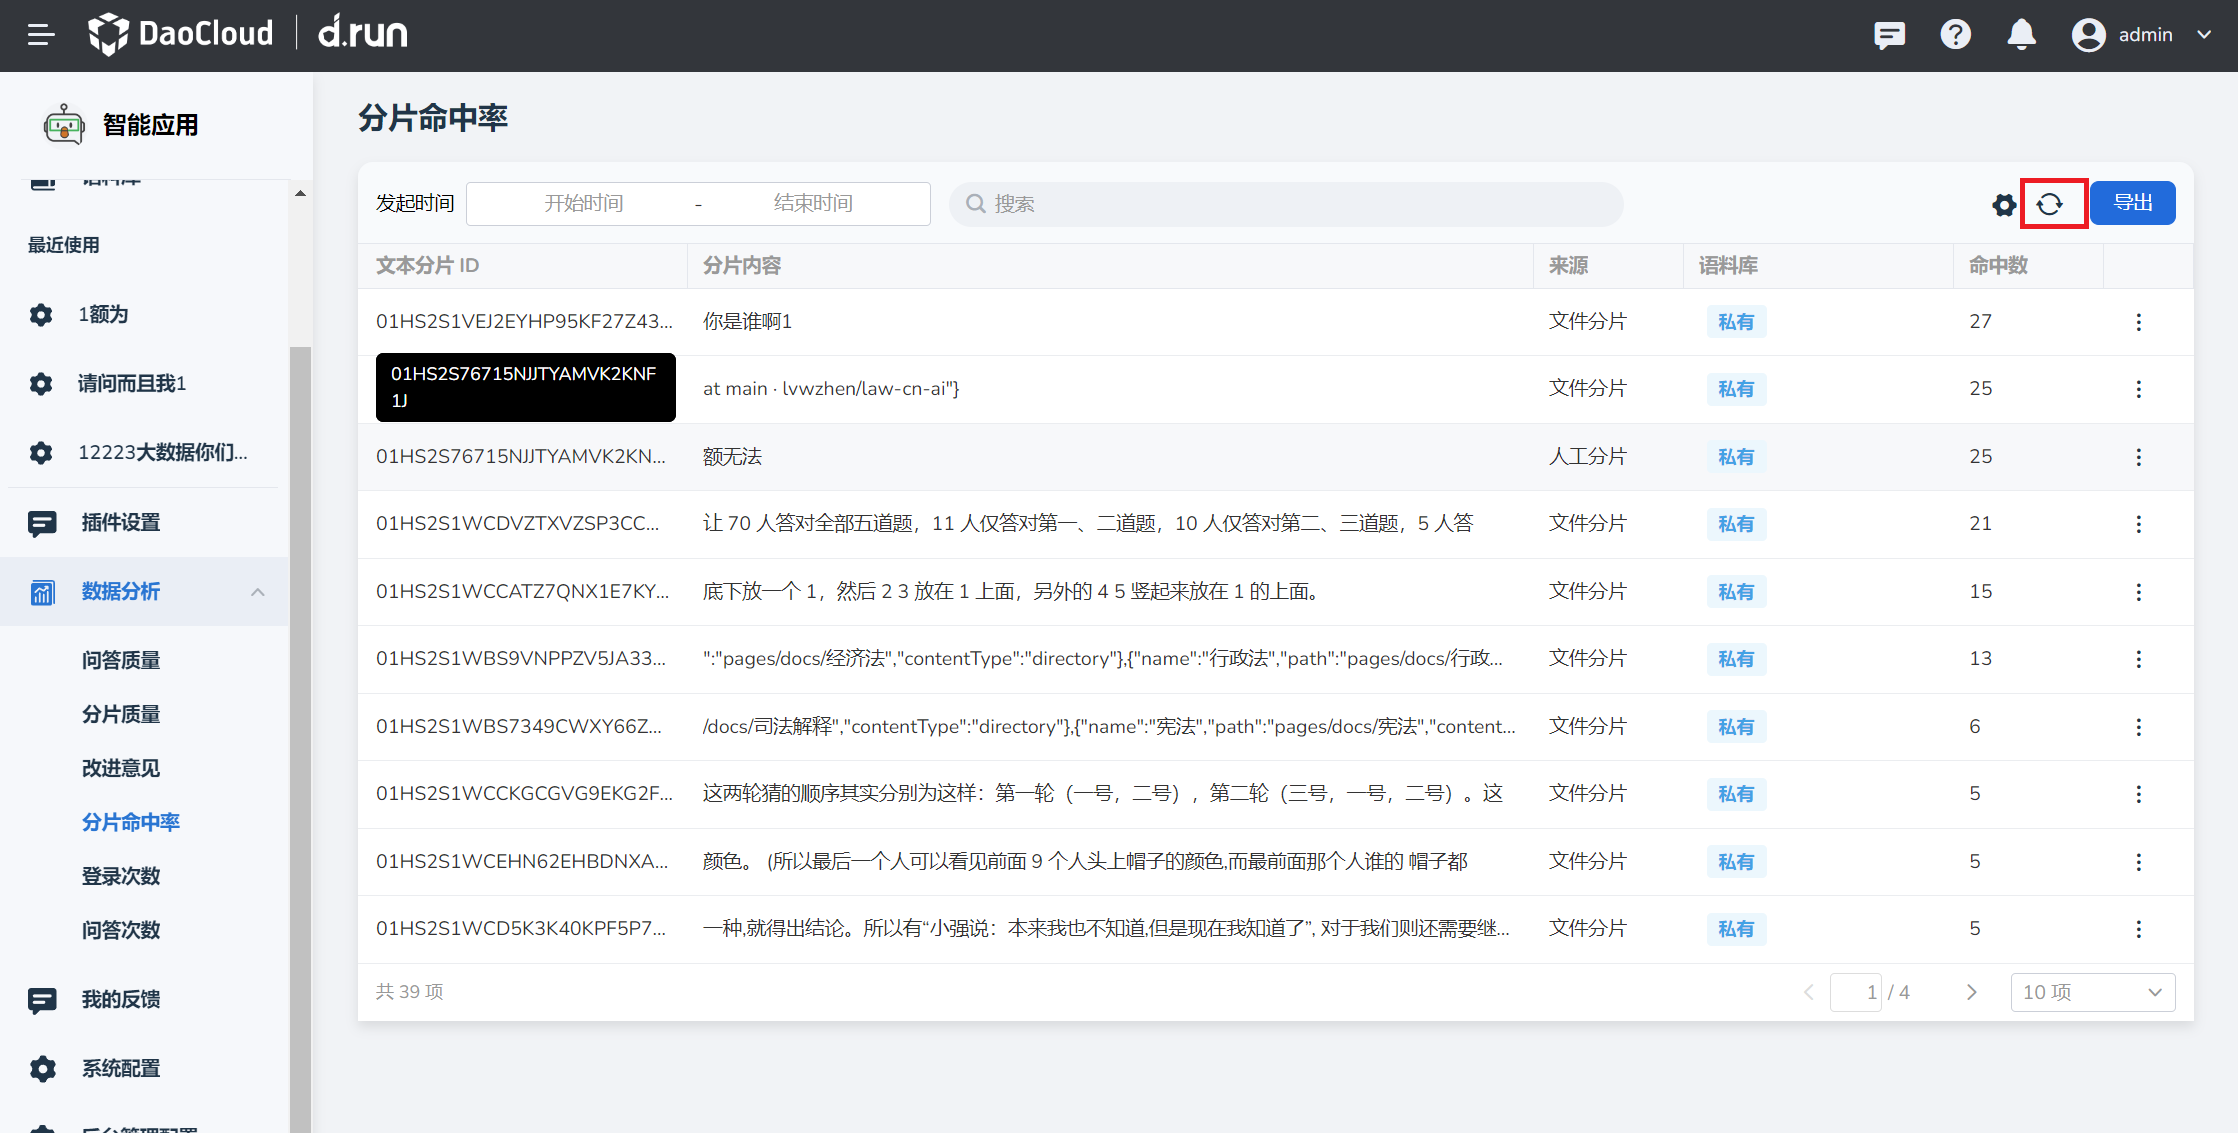 DaoCloud | d.run
admin
智能应用
语料库
最近使用
1额为
请问而且我1
12223大数据你们...
插件设置
数据分析
问答质量
分片质量
改进意见
分片命中率
登录次数
问答次数
我的反馈
系统配置
后台管理配置
分片命中率
发起时间 开始时间 - 结束时间 搜索 导出
文本分片 ID 分片内容 来源 语料库 命中数
01HS2S1VEJ2EYHP95KF27Z43... 你是谁啊1 文件分片 私有 27
01HS2S76715NJJTYAMVK2KNF
1J
at main · lvwzhen/law-cn-ai"} 文件分片 私有 25
01HS2S76715NJJTYAMVK2KN... 额无法 人工分片 私有 25
01HS2S1WCDVZTXVZSP3CC... 让 70 人答对全部五道题，11 人仅答对第一、二道题，10 人仅答对第二、三道题，5 人答 文件分片 私有 21
01HS2S1WCCATZ7QNX1E7KY... 底下放一个 1，然后 2 3 放在 1 上面，另外的 4 5 竖起来放在 1 的上面。 文件分片 私有 15
01HS2S1WBS9VNPPZV5JA33... ":"pages/docs/经济法","contentType":"directory"},{"name":"行政法","path":"pages/docs/行政... 文件分片 私有 13
01HS2S1WBS7349CWXY66Z... /docs/司法解释","contentType":"directory"},{"name":"宪法","path":"pages/docs/宪法","content... 文件分片 私有 6
01HS2S1WCCKGCGVG9EKG2F... 这两轮猜的顺序其实分别为这样：第一轮（一号，二号），第二轮（三号，一号，二号）。这 文件分片 私有 5
01HS2S1WCEHN62EHBDNXA... 颜色。 (所以最后一个人可以看见前面 9 个人头上帽子的颜色,而最前面那个人谁的 帽子都 文件分片 私有 5
01HS2S1WCD5K3K40KPF5P7... 一种,就得出结论。所以有“小强说：本来我也不知道,但是现在我知道了”, 对于我们则还需要继... 文件分片 私有 5
共 39 项 1 / 4 10 项